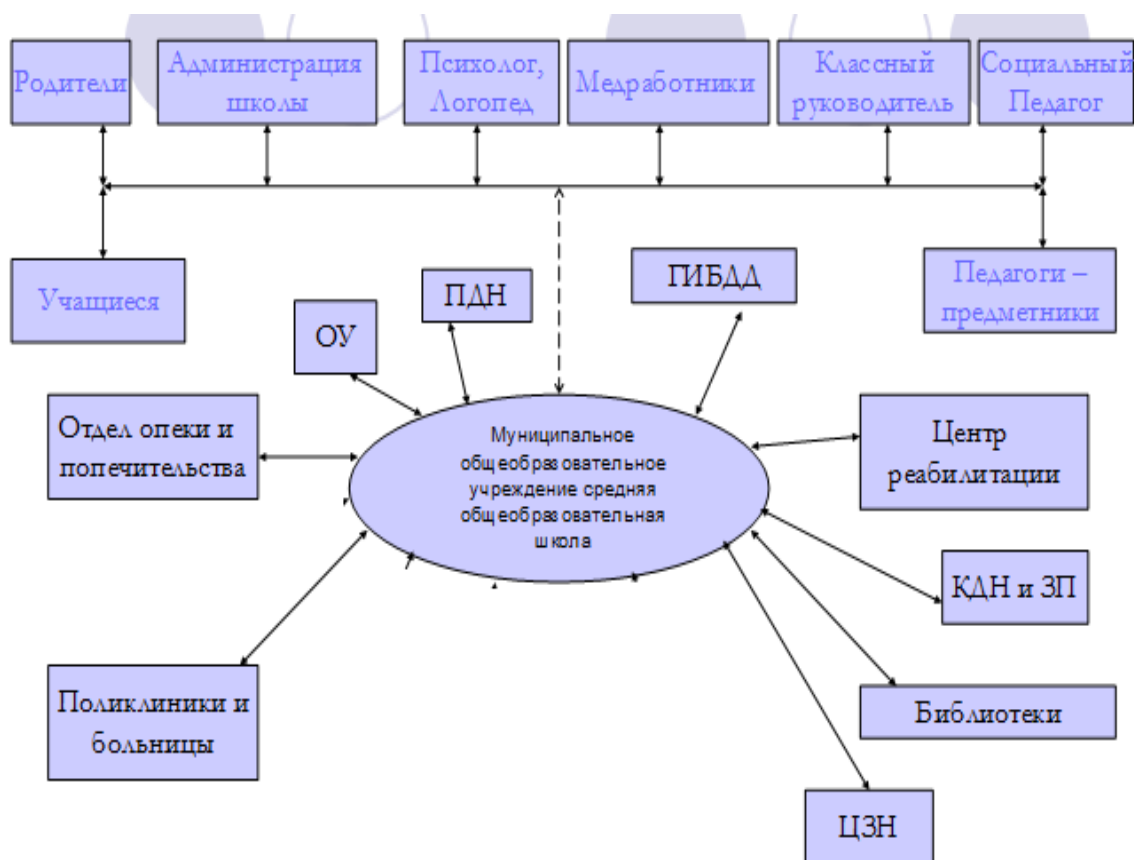 Родители
Администрация
школы
Психолог,
Логопед
Медработники
Классный
руководитель
Социальный
Педагог
Учащиеся
ПДН
ГИБДД
Педагоги –
предметники
ОУ
Отдел опеки и
попечительства
Муниципальное
общеобразовательное
учреждение средняя
общеобразовательная
школа
Центр
реабилитации
КДН и ЗП
Поликлиники и
больницы
Библиотеки
ЦЗН